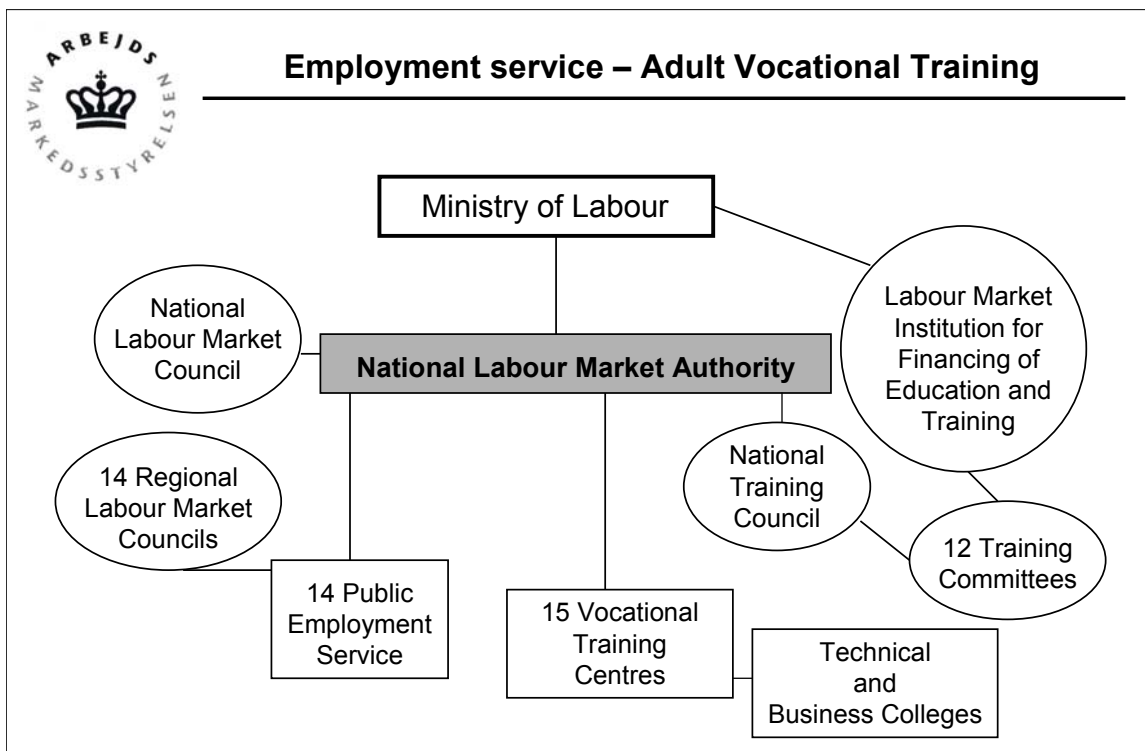 ARBEJDS
MARKEDSSTYRELSEN
Employment service – Adult Vocational Training
Ministry of Labour
National
Labour Market
Council
Labour Market
Institution for
Financing of
Education and
Training
National Labour Market Authority
14 Regional
Labour Market
Councils
National
Training
Council
12 Training
Committees
14 Public
Employment
Service
15 Vocational
Training
Centres
Technical
and
Business Colleges